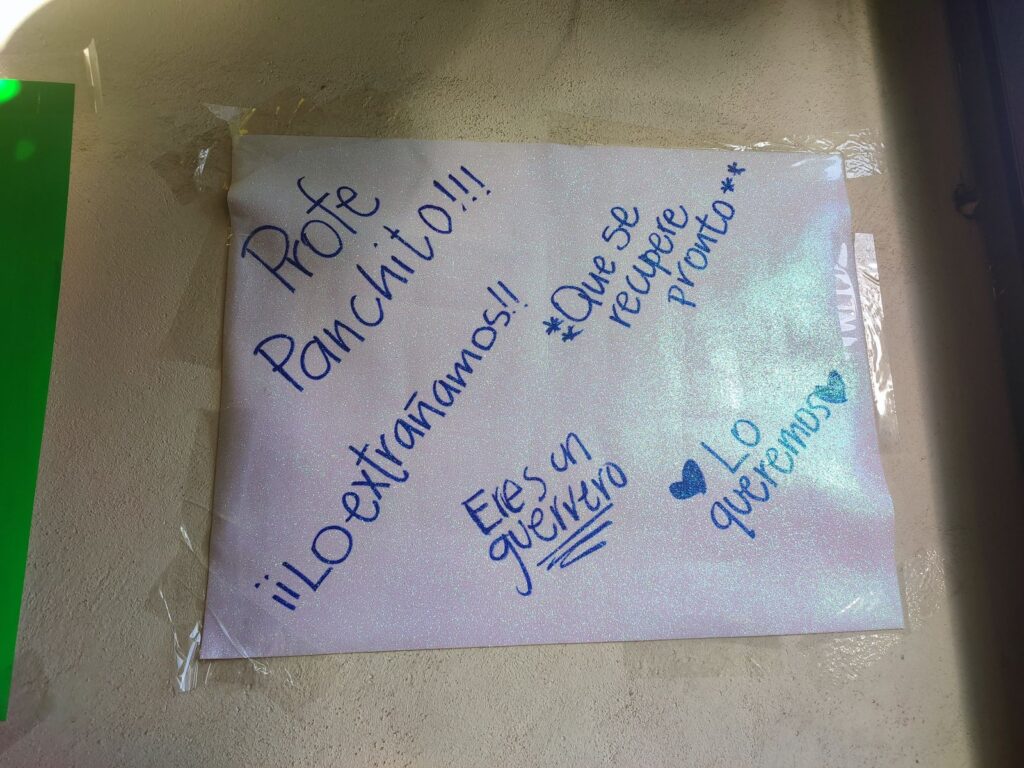 Profe
Panchito!!!
¡¡Lo extrañamos!!
**Que se
recupere
pronto**
Eres un
guerrero
Lo
queremos